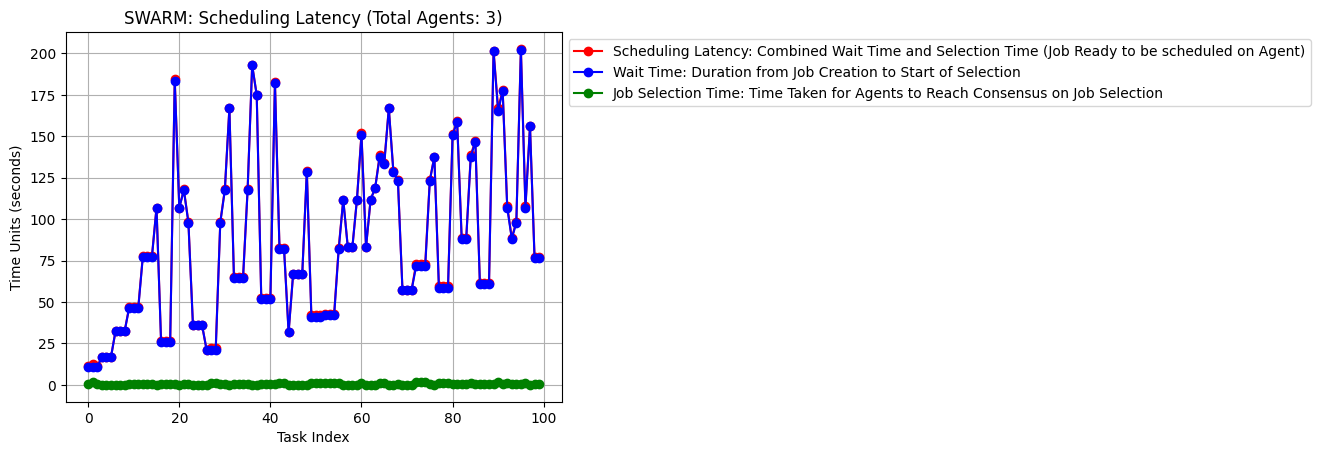 SWARM: Scheduling Latency (Total Agents: 3)
Scheduling Latency: Combined Wait Time and Selection Time (Job Ready to be scheduled on Agent)
Wait Time: Duration from Job Creation to Start of Selection
Job Selection Time: Time Taken for Agents to Reach Consensus on Job Selection
Time Units (seconds)
200
175
150
125
100
75
50
25
0
0 20 40 60 80 100
Task Index